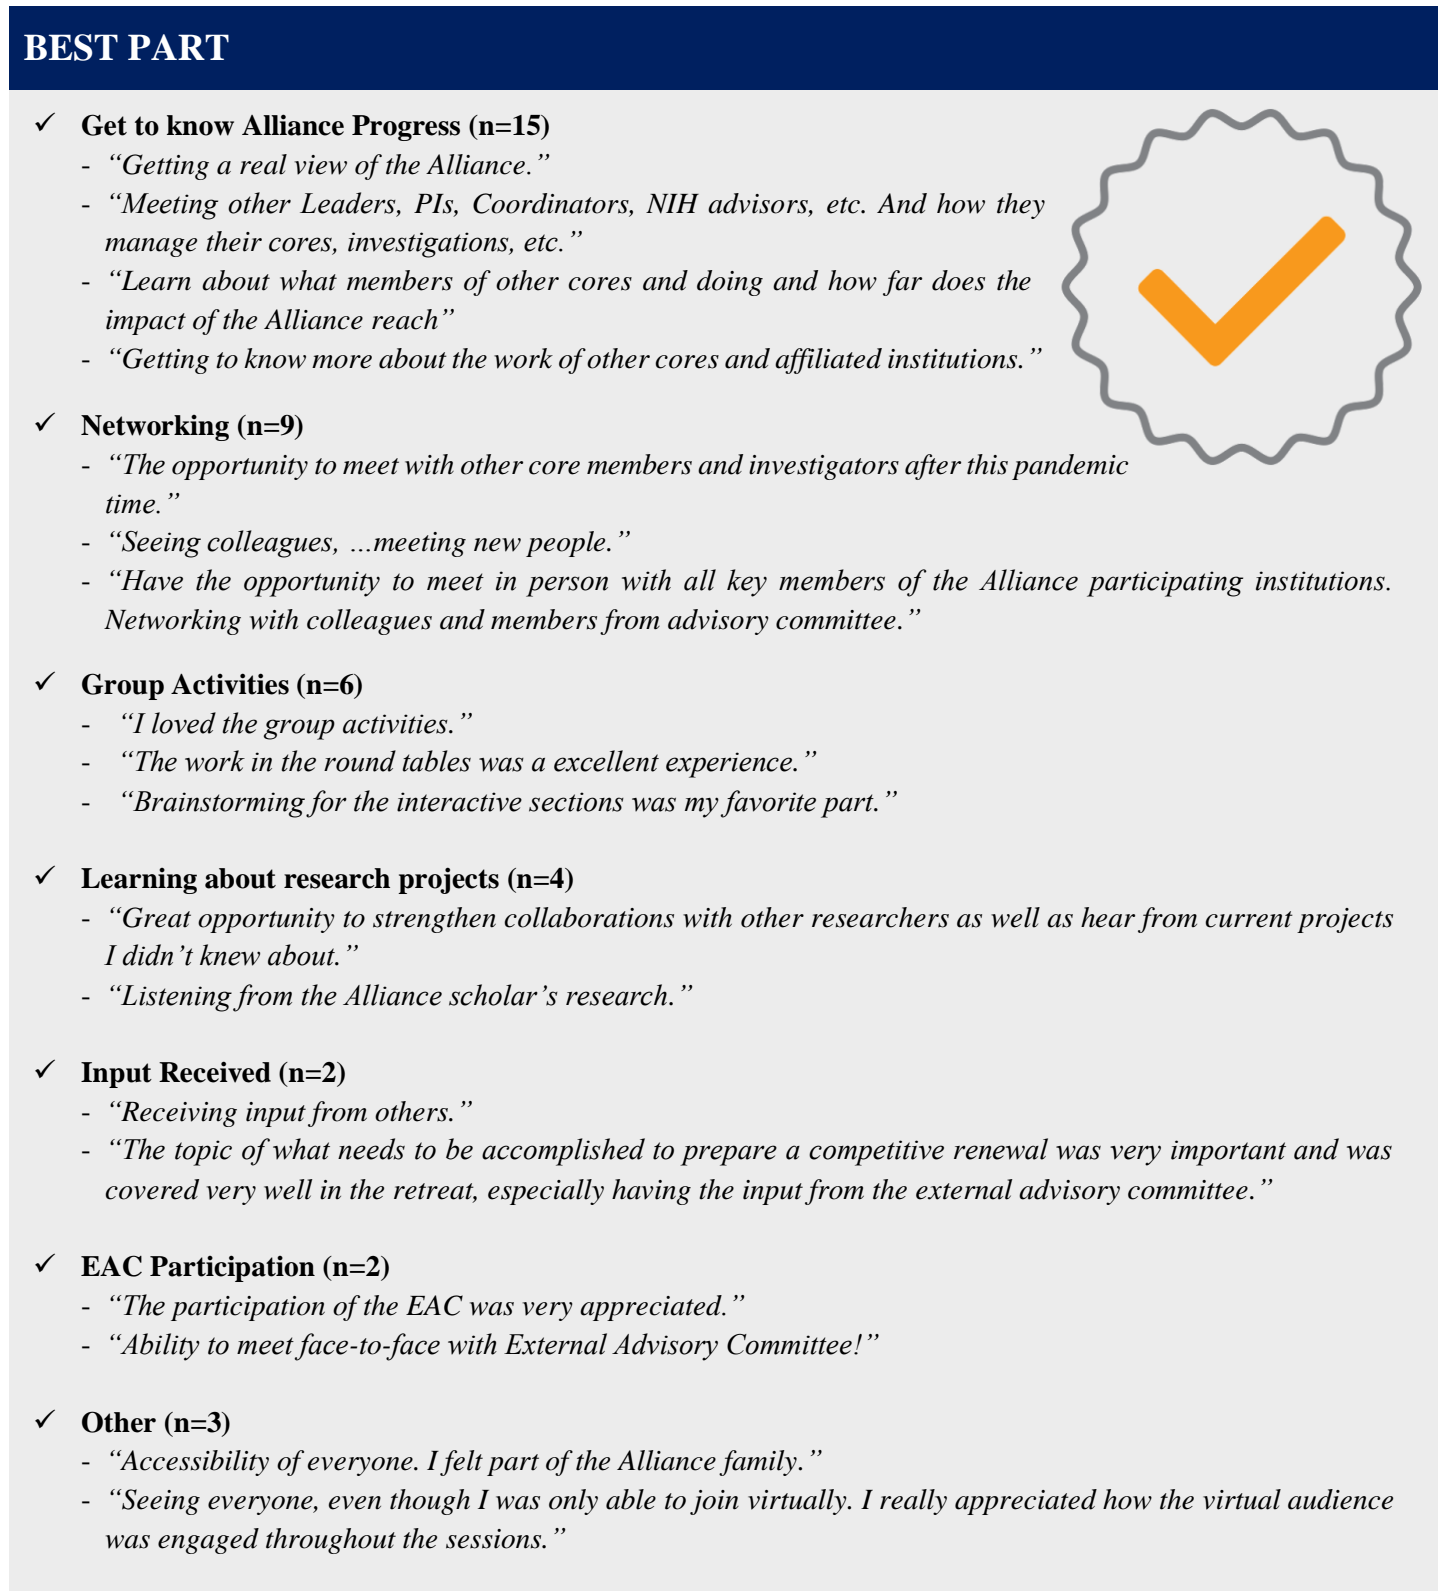 BEST PART
✓ Get to know Alliance Progress (n=15)
- “Getting a real view of the Alliance.”
- “Meeting other Leaders, PIs, Coordinators, NIH advisors, etc. And how they
manage their cores, investigations, etc.”
- “Learn about what members of other cores and doing and how far does the
impact of the Alliance reach”
- “Getting to know more about the work of other cores and affiliated institutions.”
✓ Networking (n=9)
- “The opportunity to meet with other core members and investigators after this pandemic
time.”
- “Seeing colleagues, …meeting new people.”
- “Have the opportunity to meet in person with all key members of the Alliance participating institutions.
Networking with colleagues and members from advisory committee.”
✓ Group Activities (n=6)
- “I loved the group activities.”
- “The work in the round tables was a excellent experience.”
- “Brainstorming for the interactive sections was my favorite part.”
✓ Learning about research projects (n=4)
- “Great opportunity to strengthen collaborations with other researchers as well as hear from current projects
I didn’t knew about.”
- “Listening from the Alliance scholar’s research.”
✓ Input Received (n=2)
- “Receiving input from others.”
- “The topic of what needs to be accomplished to prepare a competitive renewal was very important and was
covered very well in the retreat, especially having the input from the external advisory committee.”
✓ EAC Participation (n=2)
- “The participation of the EAC was very appreciated.”
- “Ability to meet face-to-face with External Advisory Committee!”
✓ Other (n=3)
- “Accessibility of everyone. I felt part of the Alliance family.”
- “Seeing everyone, even though I was only able to join virtually. I really appreciated how the virtual audience
was engaged throughout the sessions.”